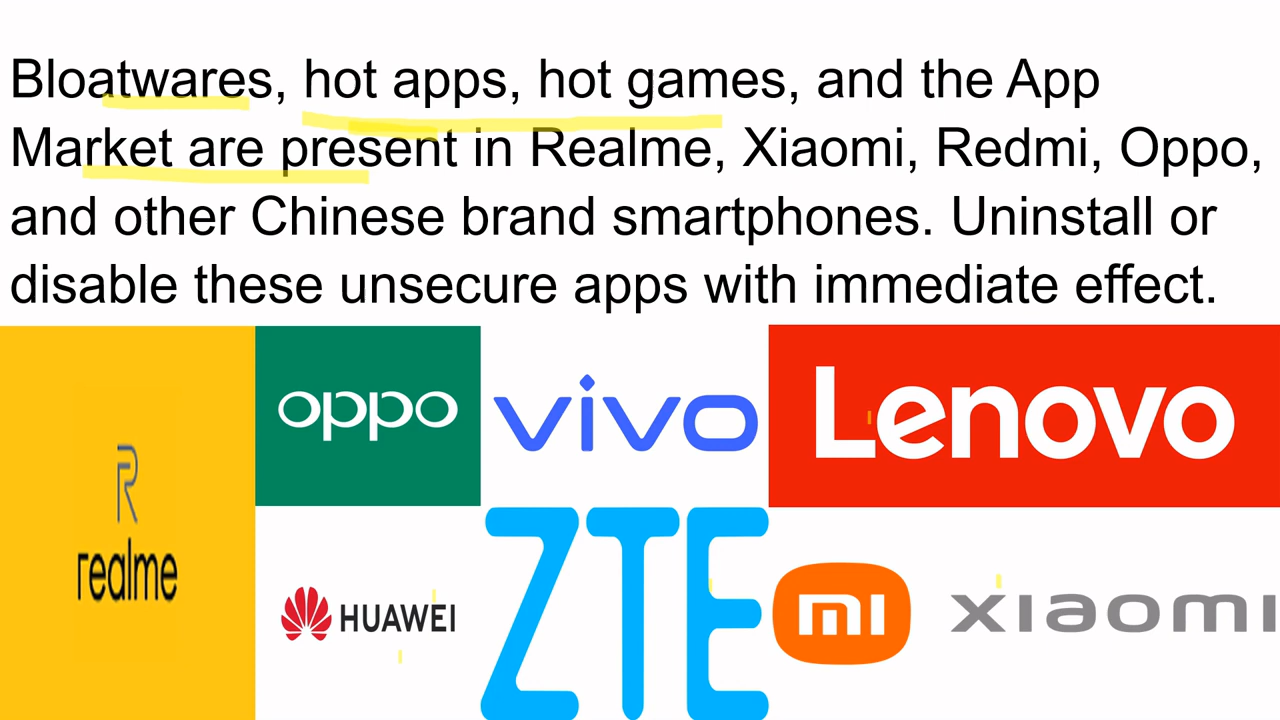 Bloatwares, hot apps, hot games, and the App
Market are present in Realme, Xiaomi, Redmi, Oppo,
and other Chinese brand smartphones. Uninstall or
disable these unsecure apps with immediate effect.
oppo
vivo
Lenovo
R
realme
HUAWEI
ZTE
mi
xiaomi